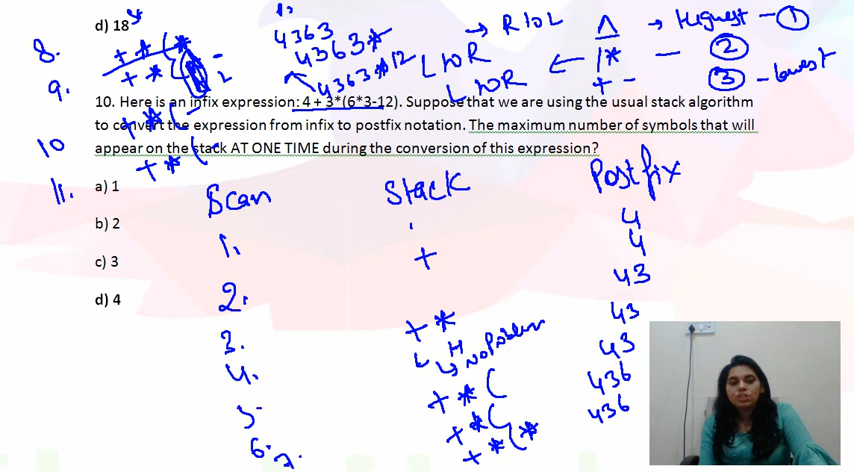 d) 18
4363
→ RtoL
^ → Highest - ①
8.
+ * ( *
4363*
L to R ← / * - ②
9.
+ * (
4363*12
L to R
+ - ③ - lowest
10. Here is an infix expression: 4 + 3*(6*3-12). Suppose that we are using the usual stack algorithm
to convert the expression from infix to postfix notation. The maximum number of symbols that will
appear on the stack AT ONE TIME during the conversion of this expression?
10
+ * ( -
11.
+ * ( -
a) 1
b) 2
c) 3
d) 4
Scan
Stack
Postfix
4
1.
+
4
43
2.
+ *
43
3.
L H
No Problem
43
4.
+ * (
436
5.
+ * (
436
6.
+ * ( *
7.